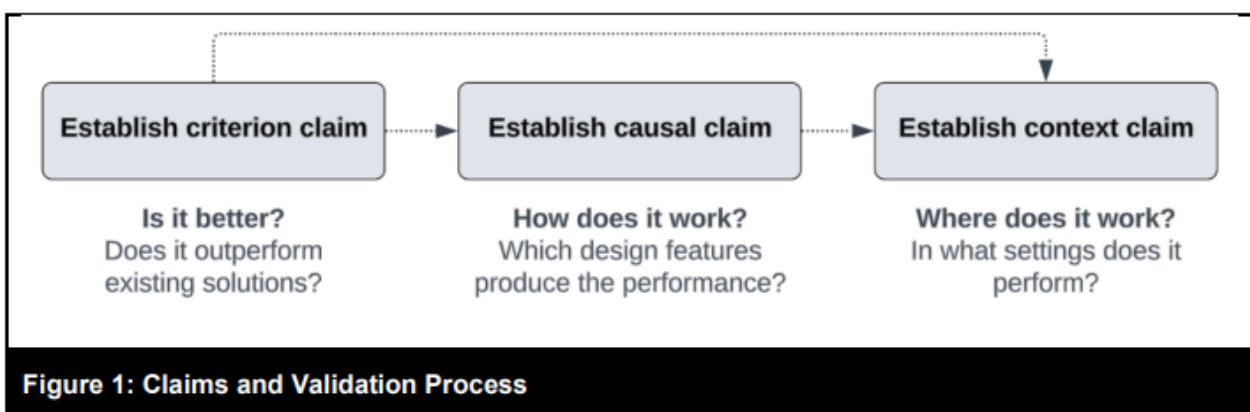 Establish criterion claim
Establish causal claim
Establish context claim
Is it better?
Does it outperform
existing solutions?
How does it work?
Which design features
produce the performance?
Where does it work?
In what settings does it
perform?
Figure 1: Claims and Validation Process